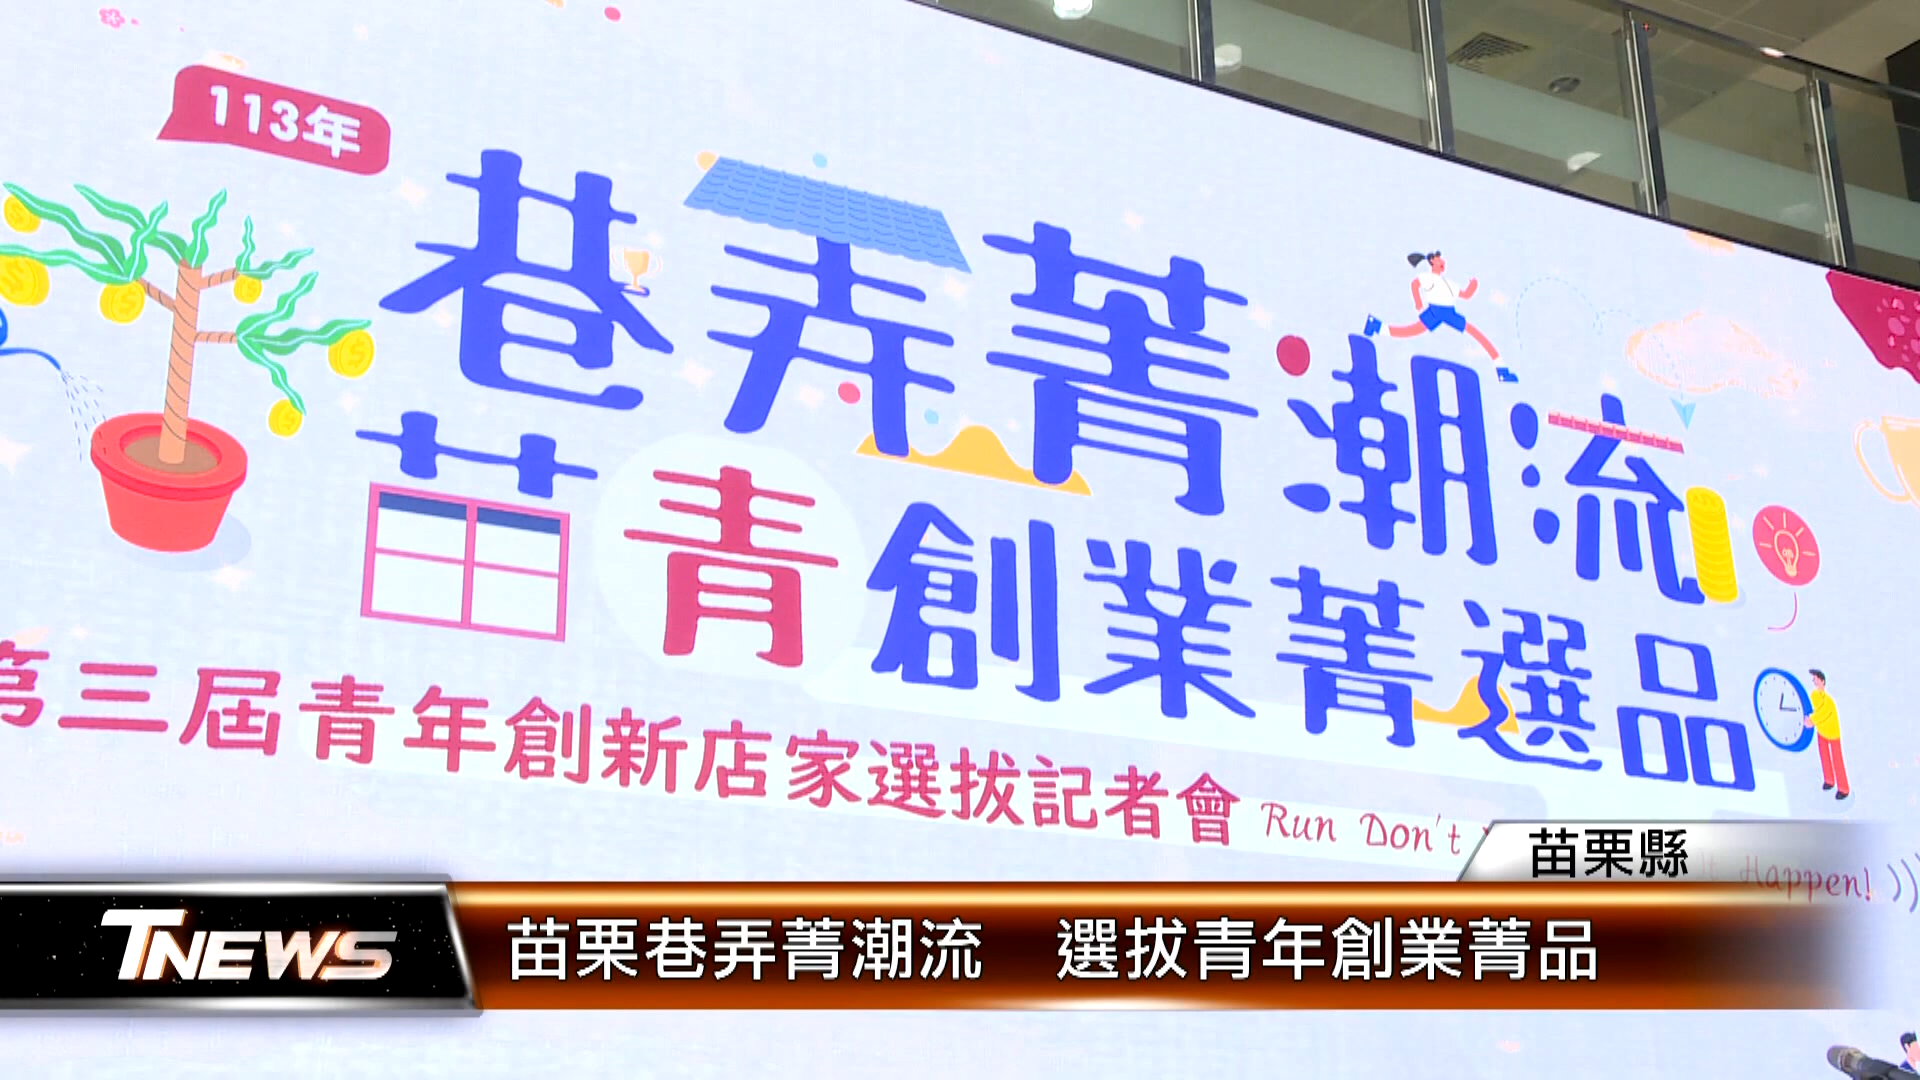 113年
巷弄菁潮流
苗青創業菁選品
第三屆青年創新店家選拔記者會 Run Don't
Happen! )))
苗栗縣
TNEWS
苗栗巷弄菁潮流 選拔青年創業菁品